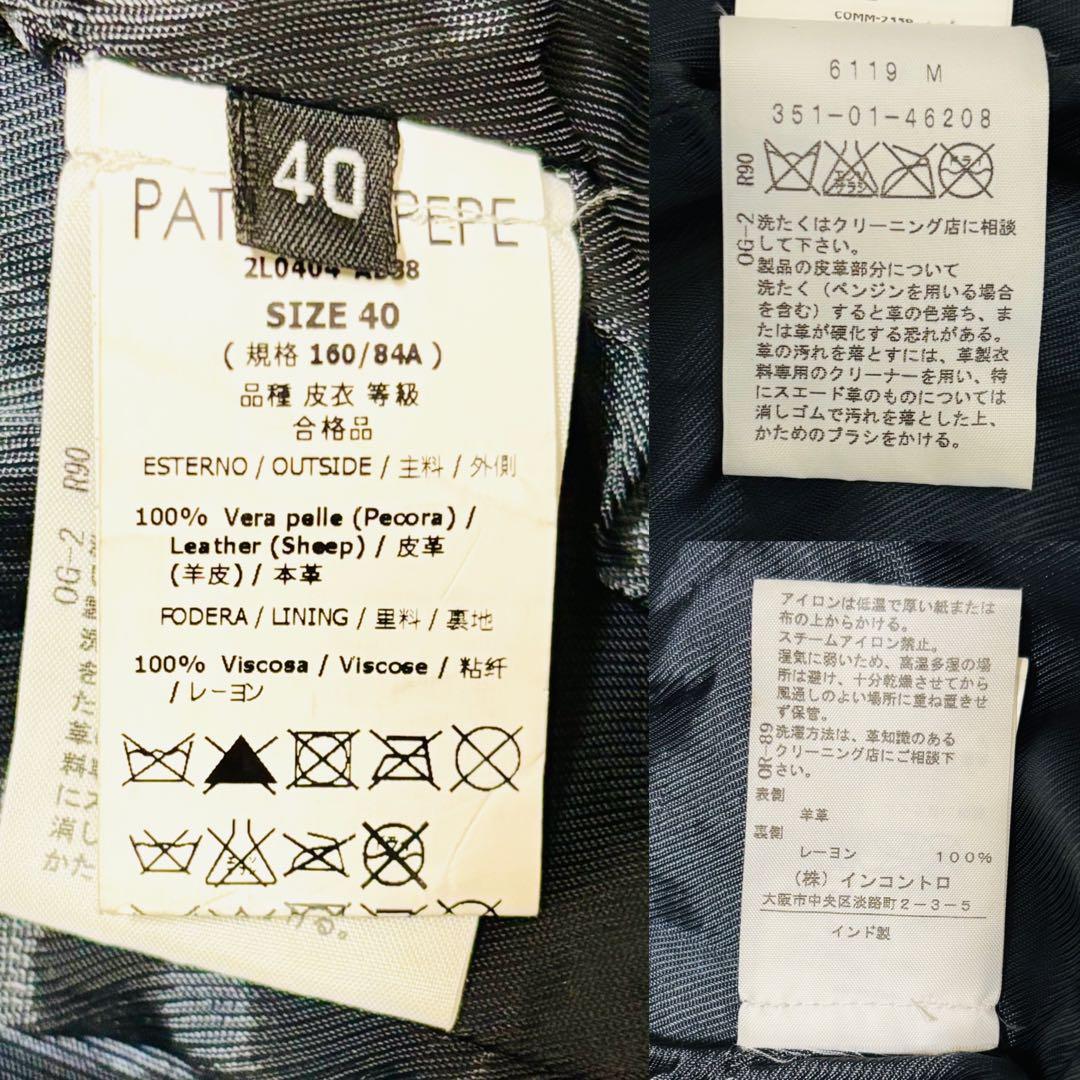 40
PAT PEPE
2L0404
SIZE 40
( 規格 160/84A )
品種 皮衣 等級
合格品
ESTERNO / OUTSIDE / 主料 / 外側
100% Vera pelle (Pecora) /
Leather (Sheep) / 皮革
(羊皮) / 本革
FODERA / LINING / 里料 / 裏地
100% Viscosa / Viscose / 粘纤
/ レーヨン
OG-2 R90
を
た
革
料
にス
消し
かた
ける。
6119 M
351-01-46208
ドライ
R90
OG-2
洗たくはクリーニング店に相談
して下さい。
製品の皮革部分について
洗たく（ベンジンを用いる場合
を含む）すると革の色落ち、ま
たは革が硬化する恐れがある。
革の汚れを落とすには、革製衣
料専用のクリーナーを用い、特
にスエード革のものについては
消しゴムで汚れを落とした上、
かためのブラシをかける。
アイロンは低温で厚い紙または
布の上からかける。
スチームアイロン禁止。
湿気に弱いため、高温多湿の場
所は避け、十分乾燥させてから
風通しのよい場所に重ね置きせ
ず保管。
OR-89
洗濯方法は、革知識のある
クリーニング店にご相談下
さい。
表側
羊革
裏側
レーヨン 100%
（株）インコントロ
大阪市中央区淡路町2-3-5
インド製